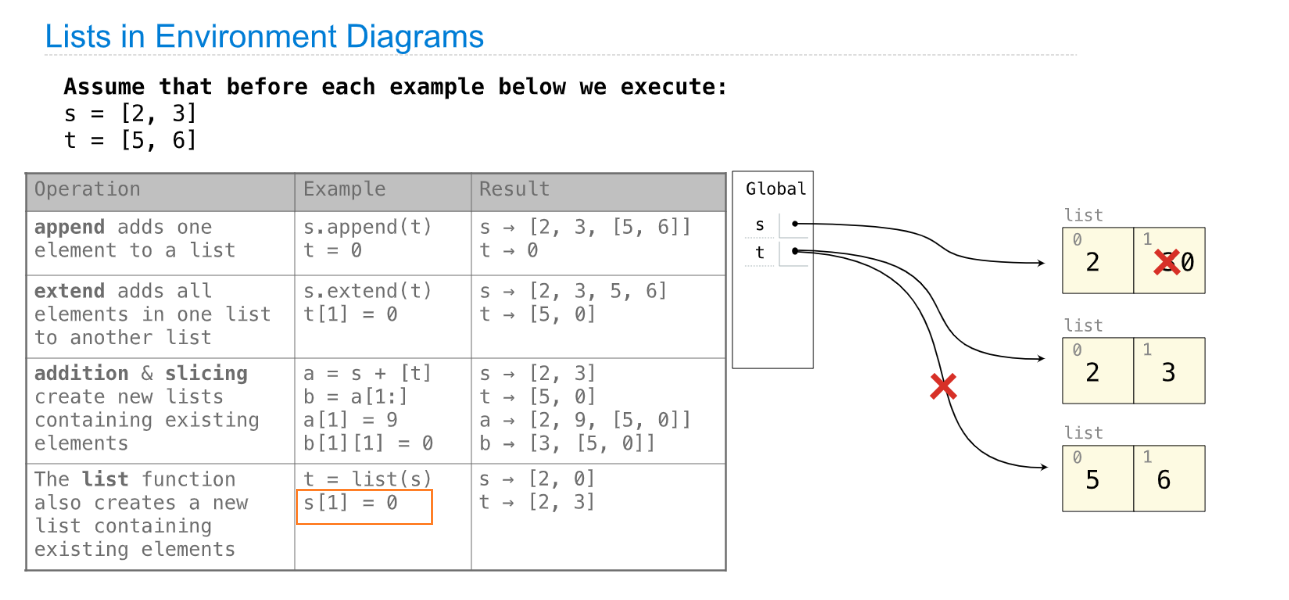 Lists in Environment Diagrams
Assume that before each example below we execute:
s = [2, 3]
t = [5, 6]
Operation Example Result
append adds one
element to a list
s.append(t)
t = 0
s → [2, 3, [5, 6]]
t → 0
extend adds all
elements in one list
to another list
s.extend(t)
t[1] = 0
s → [2, 3, 5, 6]
t → [5, 0]
addition & slicing
create new lists
containing existing
elements
a = s + [t]
b = a[1:]
a[1] = 9
b[1][1] = 0
s → [2, 3]
t → [5, 0]
a → [2, 9, [5, 0]]
b → [3, [5, 0]]
The list function
also creates a new
list containing
existing elements
t = list(s)
s[1] = 0
s → [2, 0]
t → [2, 3]
Global
s
t
list
0 1
2 3 0
list
0 1
2 3
list
0 1
5 6